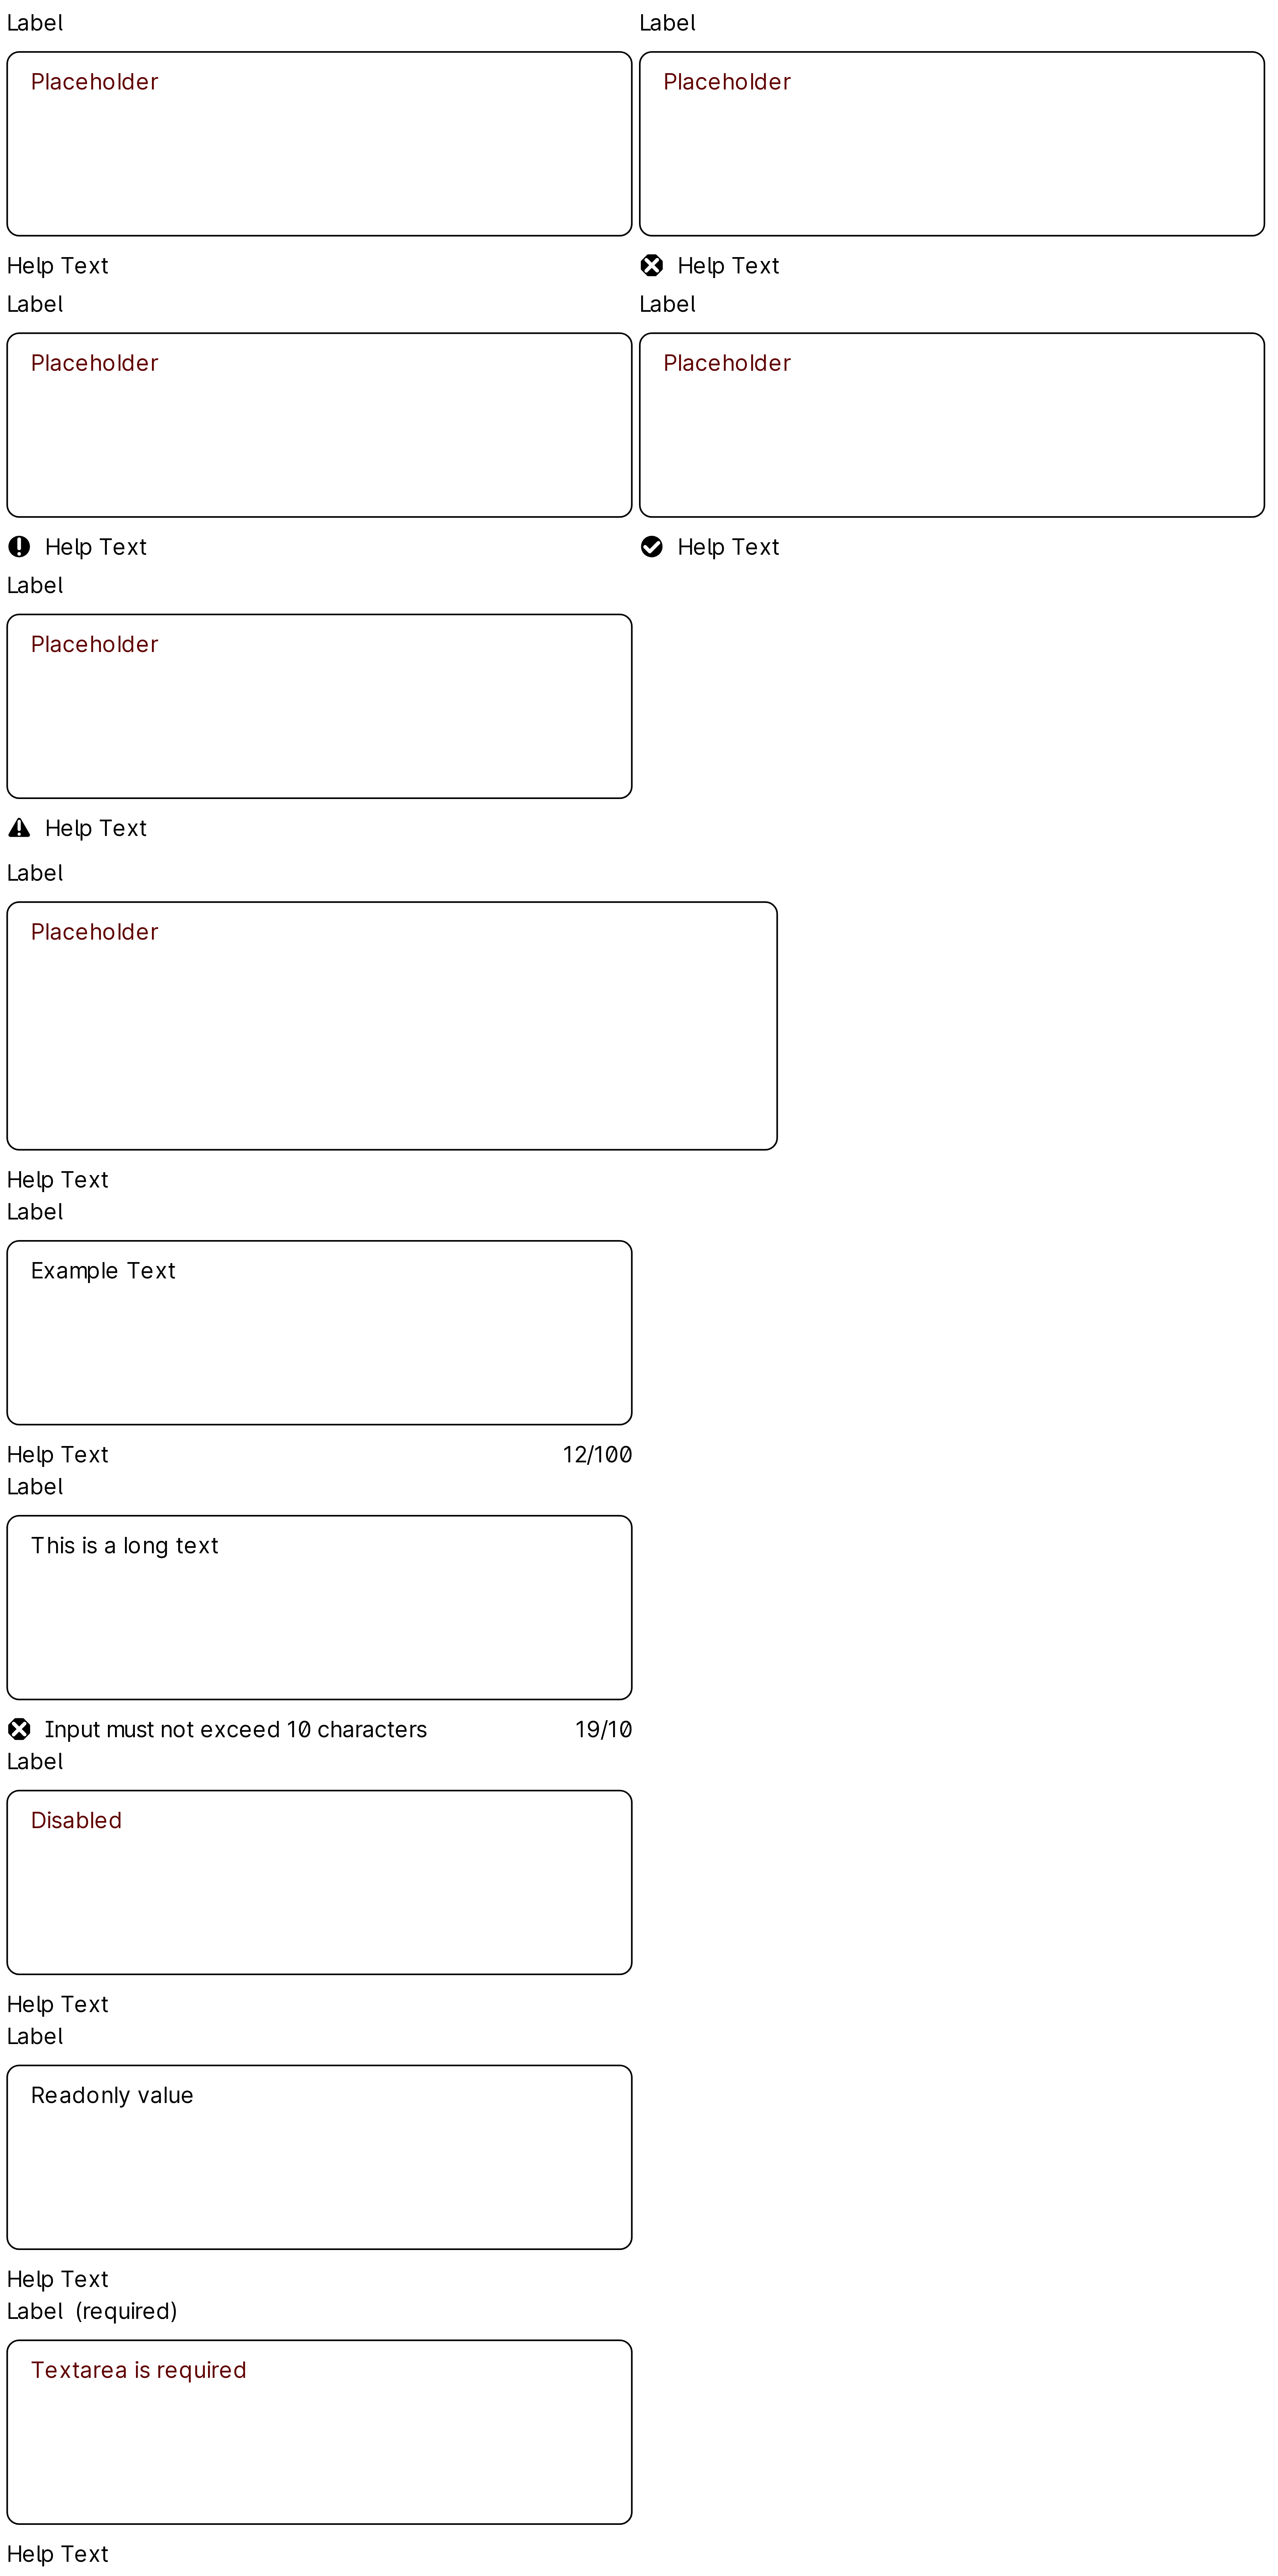 Label
Label
Placeholder
Placeholder
Help Text
Help Text
Label
Label
Placeholder
Placeholder
Help Text
Help Text
Label
Placeholder
Help Text
Label
Placeholder
Help Text
Label
Example Text
Help Text 12/100
Label
This is a long text
Input must not exceed 10 characters 19/10
Label
Disabled
Help Text
Label
Readonly value
Help Text
Label (required)
Textarea is required
Help Text